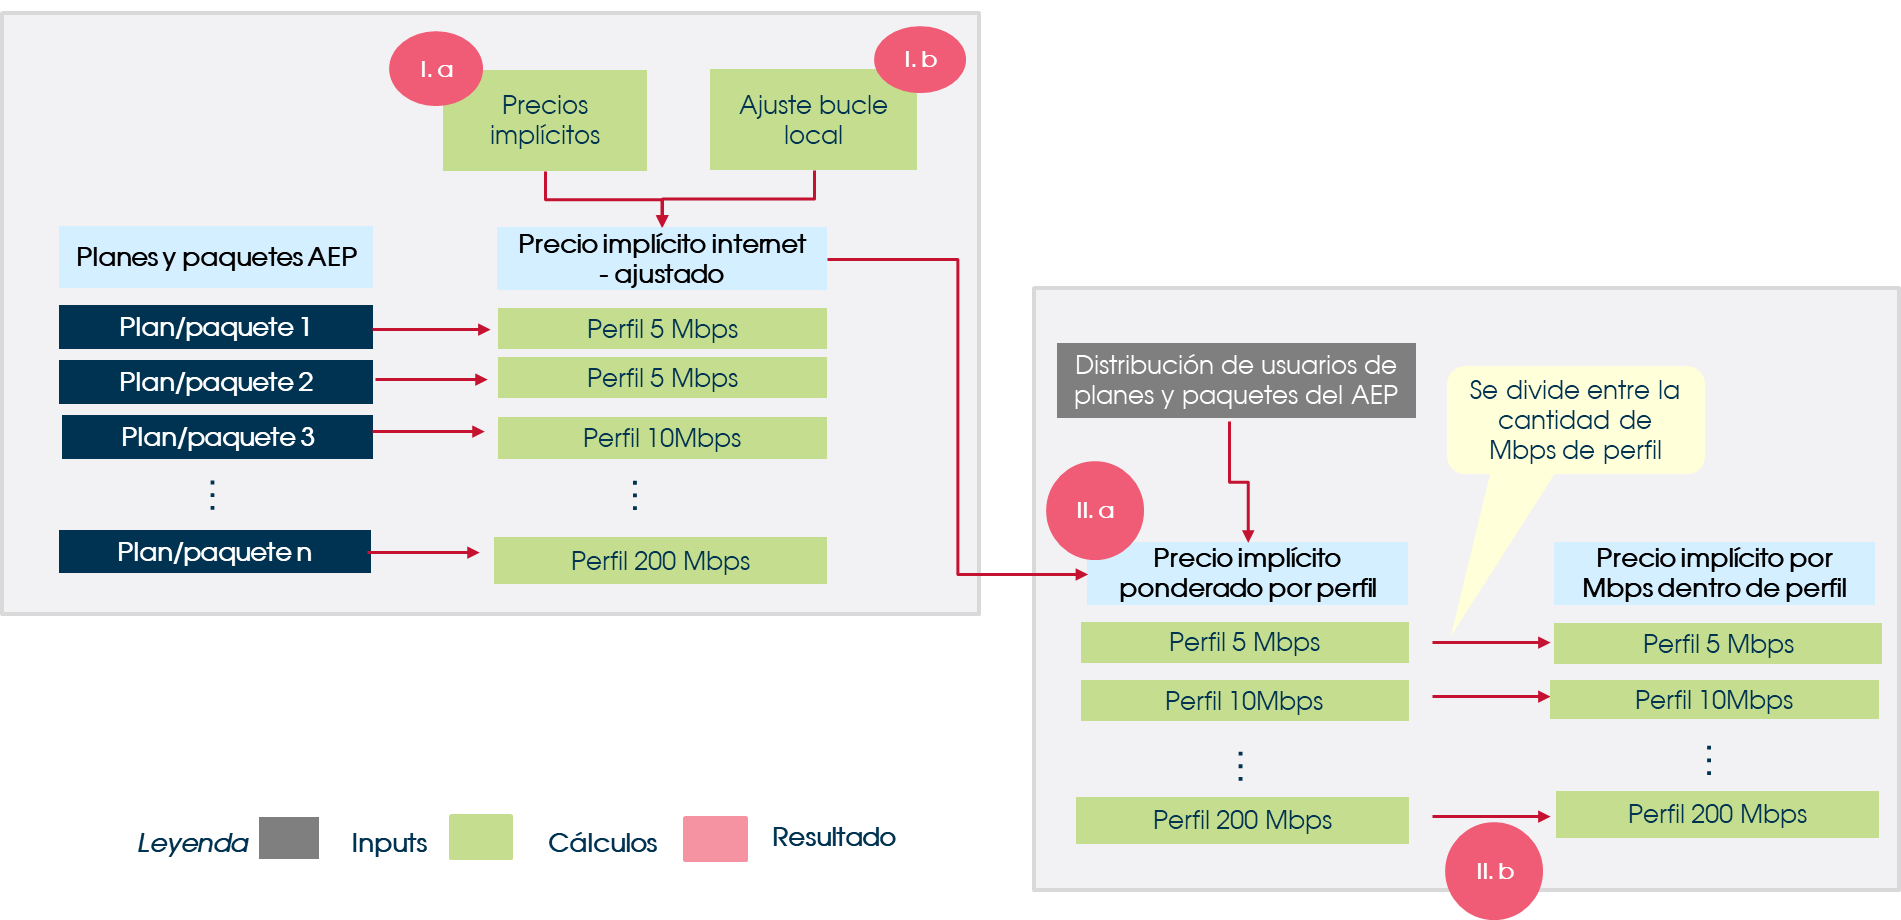 I. a
I. b
Precios
implícitos
Ajuste bucle
local
Planes y paquetes AEP
Precio implícito internet
- ajustado
Plan/paquete 1
Perfil 5 Mbps
Plan/paquete 2
Perfil 5 Mbps
Plan/paquete 3
Perfil 10Mbps
Plan/paquete n
Perfil 200 Mbps
Distribución de usuarios de
planes y paquetes del AEP
Se divide entre la
cantidad de
Mbps de perfil
II. a
Precio implícito
ponderado por perfil
Precio implícito por
Mbps dentro de perfil
Perfil 5 Mbps
Perfil 5 Mbps
Perfil 10Mbps
Perfil 10Mbps
Perfil 200 Mbps
Perfil 200 Mbps
II. b
Leyenda
Inputs
Cálculos
Resultado